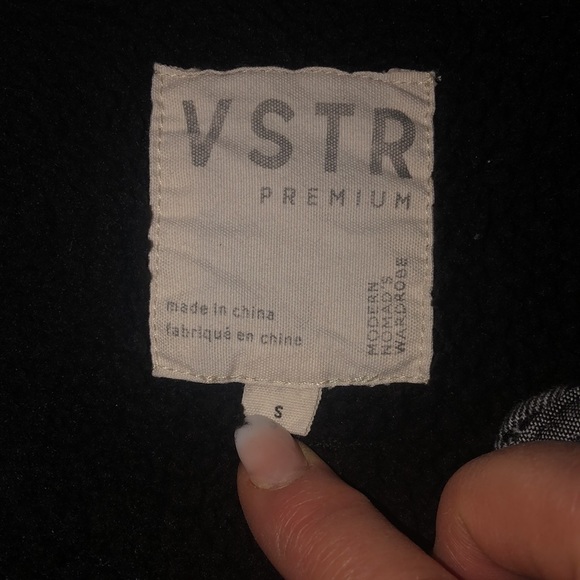 VSTR
PREMIUM
made in china
fabriqué en chine
MODERN
NOMAD'S
WARDROBE
S